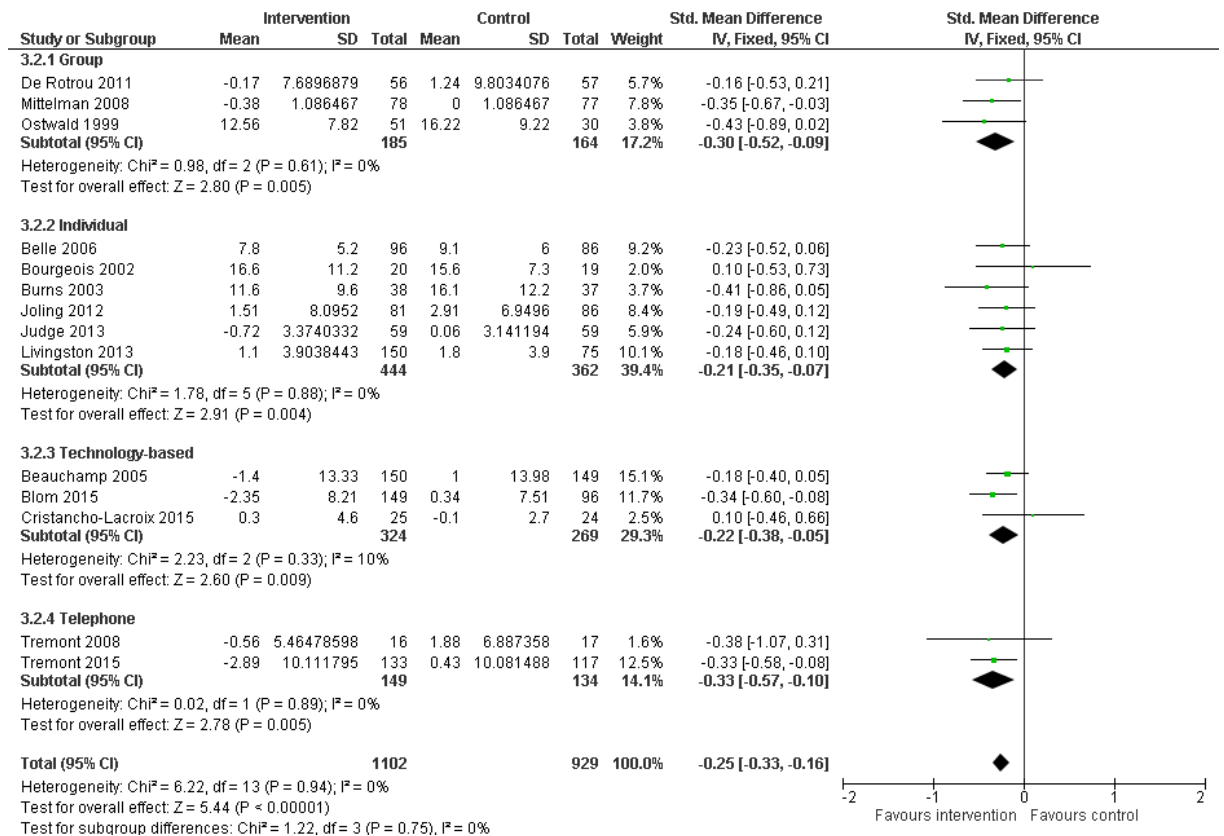 Intervention Control Std. Mean Difference Std. Mean Difference
Study or Subgroup Mean SD Total Mean SD Total Weight IV, Fixed, 95% CI IV, Fixed, 95% CI
3.2.1 Group
De Rotrou 2011 -0.17 7.6896879 56 1.24 9.8034076 57 5.7% -0.16 [-0.53, 0.21]
Mittelman 2008 -0.38 1.086467 78 0 1.086467 77 7.8% -0.35 [-0.67, -0.03]
Ostwald 1999 12.56 7.82 51 16.22 9.22 30 3.8% -0.43 [-0.89, 0.02]
Subtotal (95% CI) 185 164 17.2% -0.30 [-0.52, -0.09]
Heterogeneity: Chi² = 0.98, df = 2 (P = 0.61); I² = 0%
Test for overall effect: Z = 2.80 (P = 0.005)
3.2.2 Individual
Belle 2006 7.8 5.2 96 9.1 6 86 9.2% -0.23 [-0.52, 0.06]
Bourgeois 2002 16.6 11.2 20 15.6 7.3 19 2.0% 0.10 [-0.53, 0.73]
Burns 2003 11.6 9.6 38 16.1 12.2 37 3.7% -0.41 [-0.86, 0.05]
Joling 2012 1.51 8.0952 81 2.91 6.9496 86 8.4% -0.19 [-0.49, 0.12]
Judge 2013 -0.72 3.3740332 59 0.06 3.141194 59 5.9% -0.24 [-0.60, 0.12]
Livingston 2013 1.1 3.9038443 150 1.8 3.9 75 10.1% -0.18 [-0.46, 0.10]
Subtotal (95% CI) 444 362 39.4% -0.21 [-0.35, -0.07]
Heterogeneity: Chi² = 1.78, df = 5 (P = 0.88); I² = 0%
Test for overall effect: Z = 2.91 (P = 0.004)
3.2.3 Technology-based
Beauchamp 2005 -1.4 13.33 150 1 13.98 149 15.1% -0.18 [-0.40, 0.05]
Blom 2015 -2.35 8.21 149 0.34 7.51 96 11.7% -0.34 [-0.60, -0.08]
Cristancho-Lacroix 2015 0.3 4.6 25 -0.1 2.7 24 2.5% 0.10 [-0.46, 0.66]
Subtotal (95% CI) 324 269 29.3% -0.22 [-0.38, -0.05]
Heterogeneity: Chi² = 2.23, df = 2 (P = 0.33); I² = 10%
Test for overall effect: Z = 2.60 (P = 0.009)
3.2.4 Telephone
Tremont 2008 -0.56 5.46478598 16 1.88 6.887358 17 1.6% -0.38 [-1.07, 0.31]
Tremont 2015 -2.89 10.111795 133 0.43 10.081488 117 12.5% -0.33 [-0.58, -0.08]
Subtotal (95% CI) 149 134 14.1% -0.33 [-0.57, -0.10]
Heterogeneity: Chi² = 0.02, df = 1 (P = 0.89); I² = 0%
Test for overall effect: Z = 2.78 (P = 0.005)
Total (95% CI) 1102 929 100.0% -0.25 [-0.33, -0.16]
Heterogeneity: Chi² = 6.22, df = 13 (P = 0.94); I² = 0%
Test for overall effect: Z = 5.44 (P < 0.00001)
Test for subgroup differences: Chi² = 1.22, df = 3 (P = 0.75), I² = 0%
-2 -1 0 1 2
Favours intervention Favours control